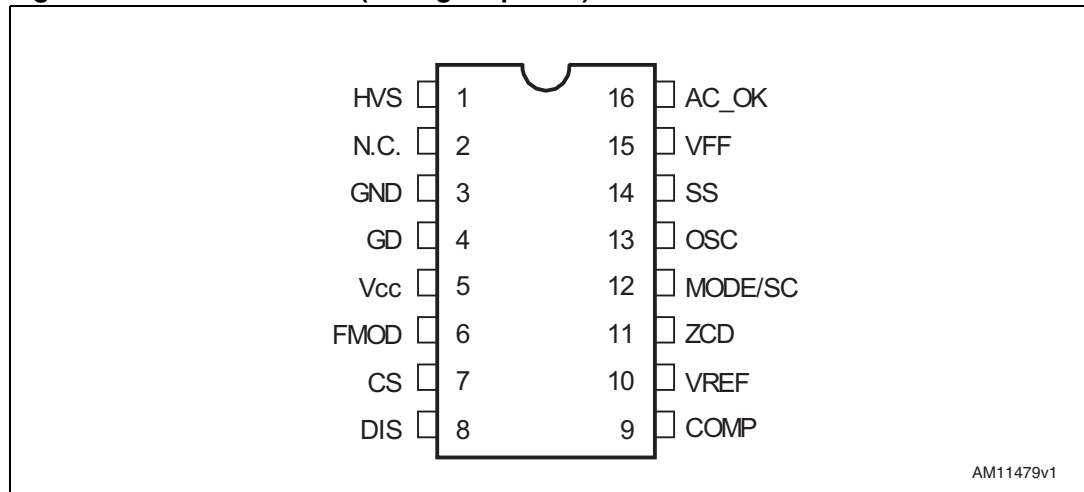 HVS 1 16 AC_OK
N.C. 2 15 VFF
GND 3 14 SS
GD 4 13 OSC
Vcc 5 12 MODE/SC
FMOD 6 11 ZCD
CS 7 10 VREF
DIS 8 9 COMP
AM11479v1